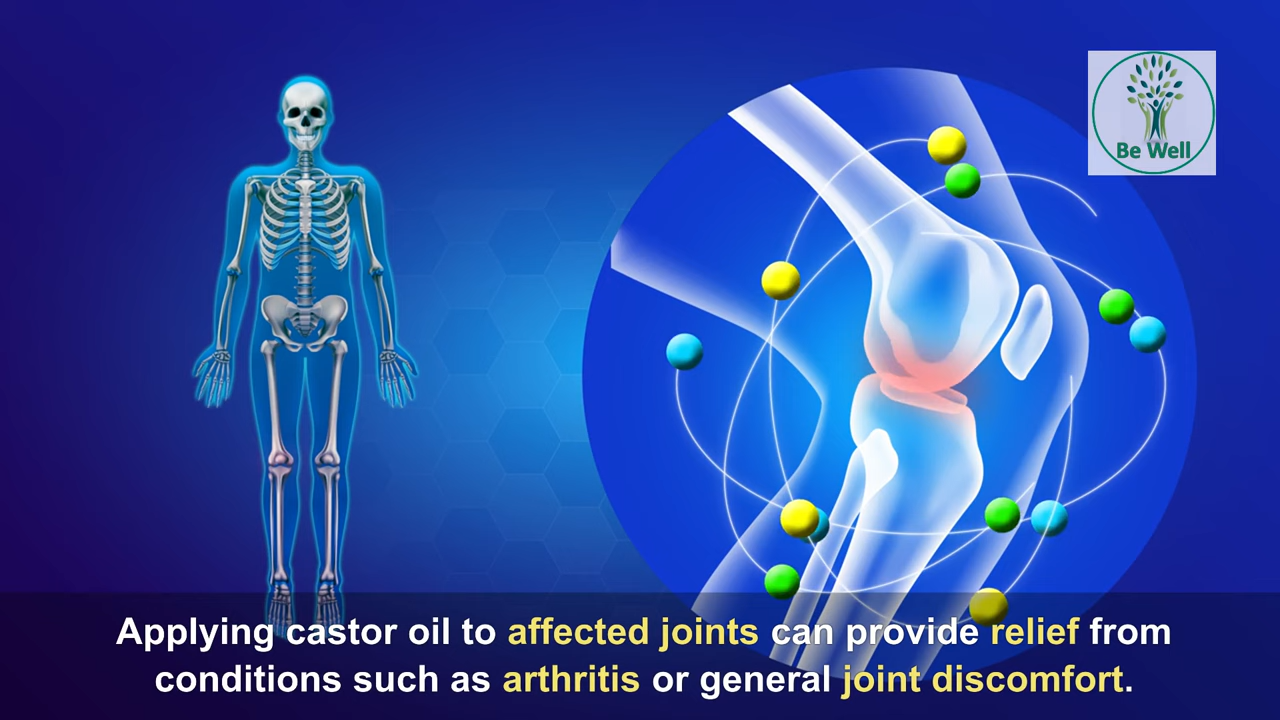 Be Well
Applying castor oil to affected joints can provide relief from
conditions such as arthritis or general joint discomfort.